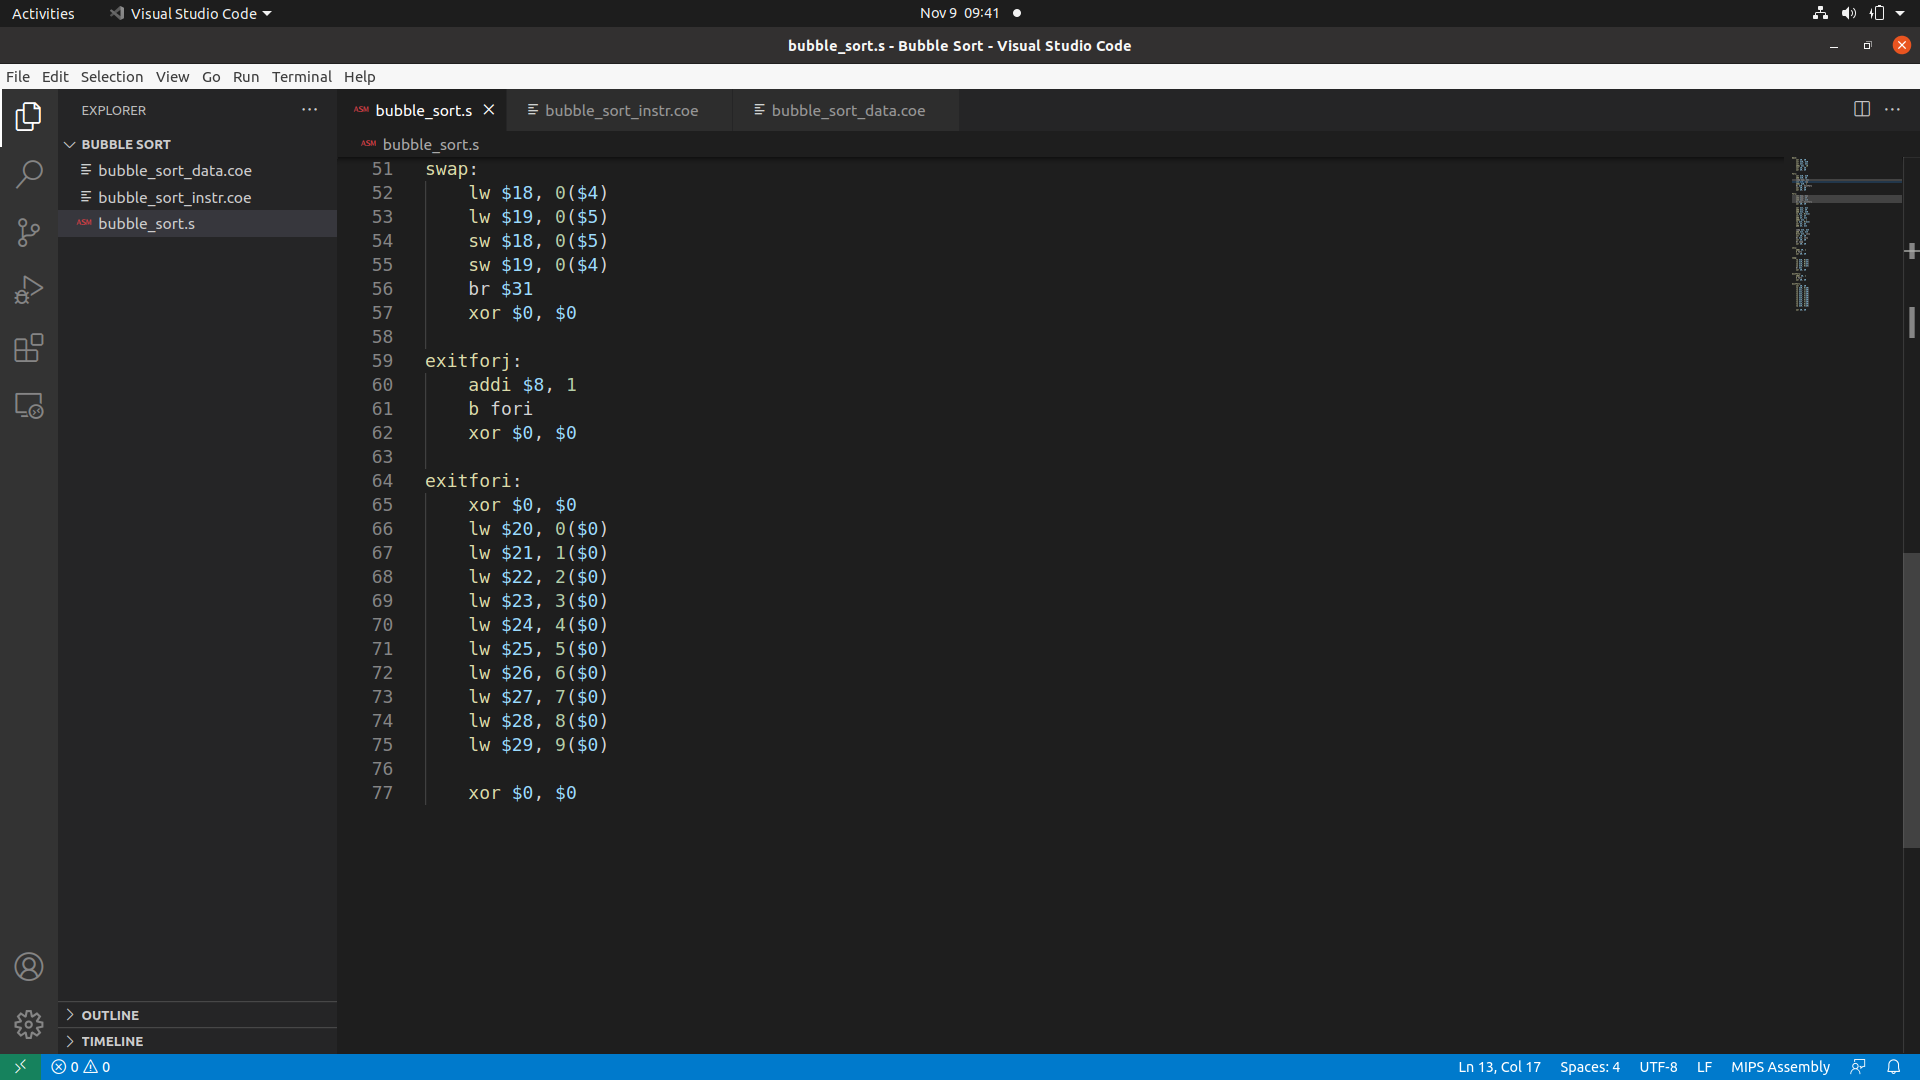 Activities Visual Studio Code Nov 9 09:41
bubble_sort.s - Bubble Sort - Visual Studio Code
File Edit Selection View Go Run Terminal Help
EXPLORER ···
BUBBLE SORT
bubble_sort_data.coe
bubble_sort_instr.coe
ASM bubble_sort.s
OUTLINE
TIMELINE
ASM bubble_sort.s bubble_sort_instr.coe bubble_sort_data.coe ···
ASM bubble_sort.s
51 swap:
52 lw $18, 0($4)
53 lw $19, 0($5)
54 sw $18, 0($5)
55 sw $19, 0($4)
56 br $31
57 xor $0, $0
58
59 exitforj:
60 addi $8, 1
61 b fori
62 xor $0, $0
63
64 exitfori:
65 xor $0, $0
66 lw $20, 0($0)
67 lw $21, 1($0)
68 lw $22, 2($0)
69 lw $23, 3($0)
70 lw $24, 4($0)
71 lw $25, 5($0)
72 lw $26, 6($0)
73 lw $27, 7($0)
74 lw $28, 8($0)
75 lw $29, 9($0)
76
77 xor $0, $0
0 0 Ln 13, Col 17 Spaces: 4 UTF-8 LF MIPS Assembly